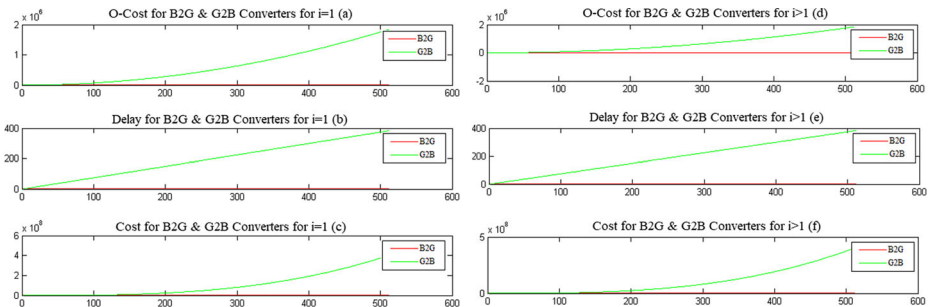 O-Cost for B2G & G2B Converters for i=1 (a)
x 10^6
2
1
0
0 100 200 300 400 500 600
B2G
G2B
Delay for B2G & G2B Converters for i=1 (b)
400
200
0
0 100 200 300 400 500 600
B2G
G2B
Cost for B2G & G2B Converters for i=1 (c)
x 10^8
6
4
2
0
0 100 200 300 400 500 600
B2G
G2B
O-Cost for B2G & G2B Converters for i>1 (d)
x 10^6
2
0
-2
0 100 200 300 400 500 600
B2G
G2B
Delay for B2G & G2B Converters for i>1 (e)
400
200
0
0 100 200 300 400 500 600
B2G
G2B
Cost for B2G & G2B Converters for i>1 (f)
x 10^8
5
0
0 100 200 300 400 500 600
B2G
G2B